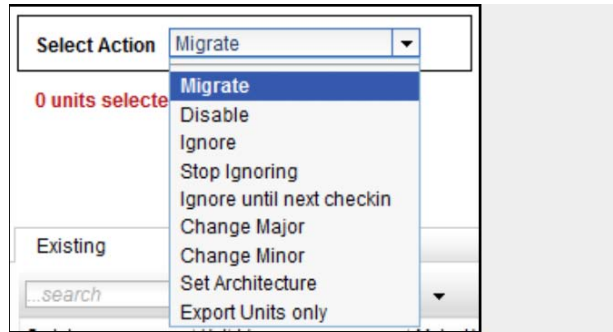 Select Action Migrate
0 units selecte
Migrate
Disable
Ignore
Stop Ignoring
Ignore until next checkin
Change Major
Change Minor
Set Architecture
Export Units only
Existing
...search